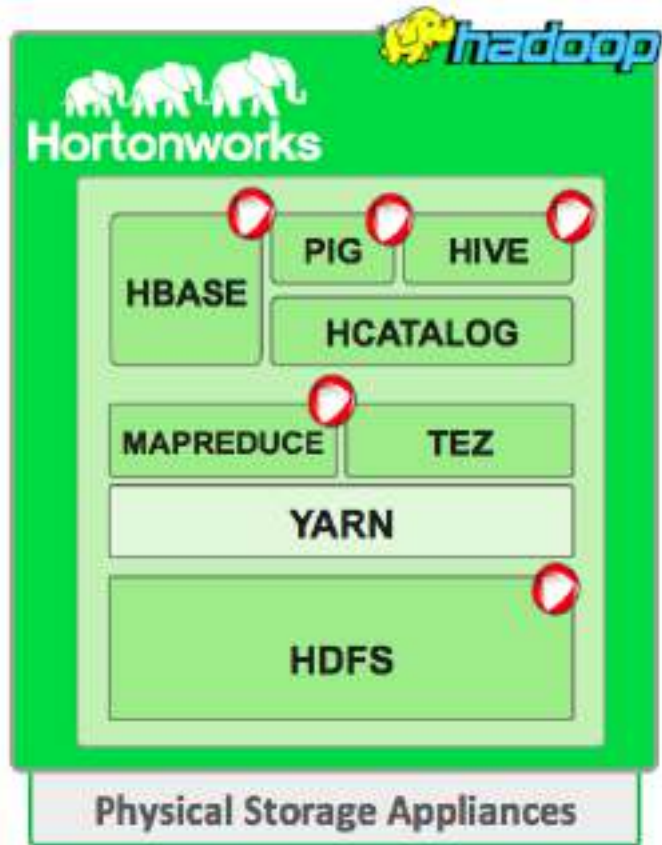 hadoop
Hortonworks
PIG
HIVE
HBASE
HCATALOG
MAPREDUCE
TEZ
YARN
HDFS
Physical Storage Appliances